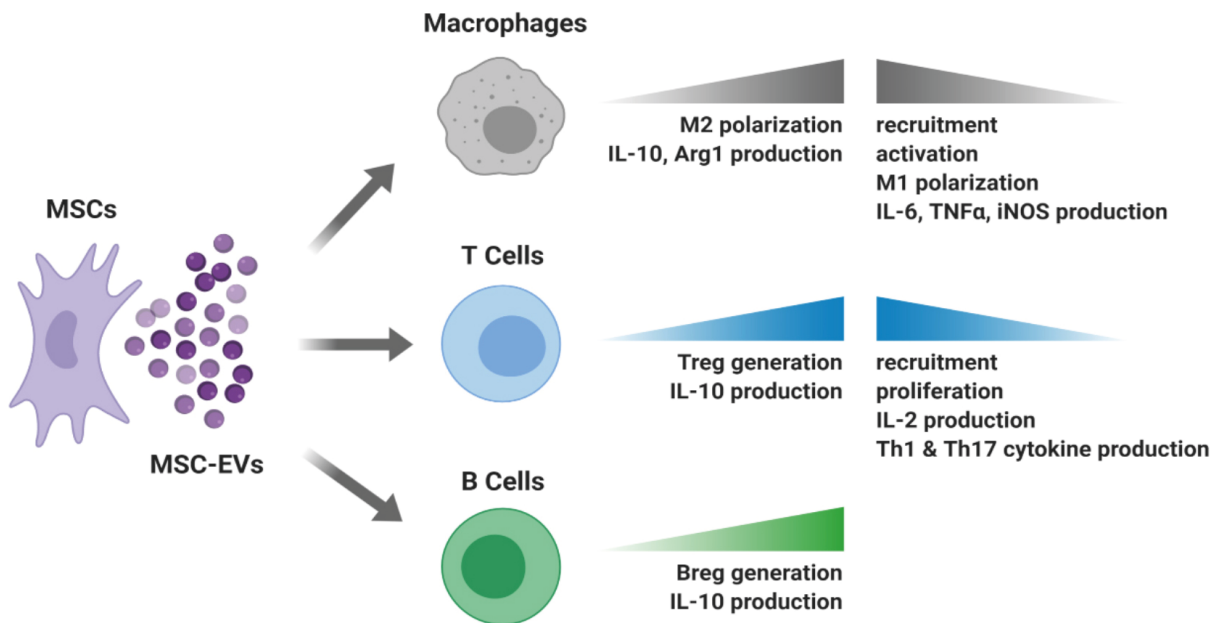 Macrophages
M2 polarization
IL-10, Arg1 production
recruitment
activation
M1 polarization
IL-6, TNFα, iNOS production
MSCs
MSC-EVs
T Cells
Treg generation
IL-10 production
recruitment
proliferation
IL-2 production
Th1 & Th17 cytokine production
B Cells
Breg generation
IL-10 production